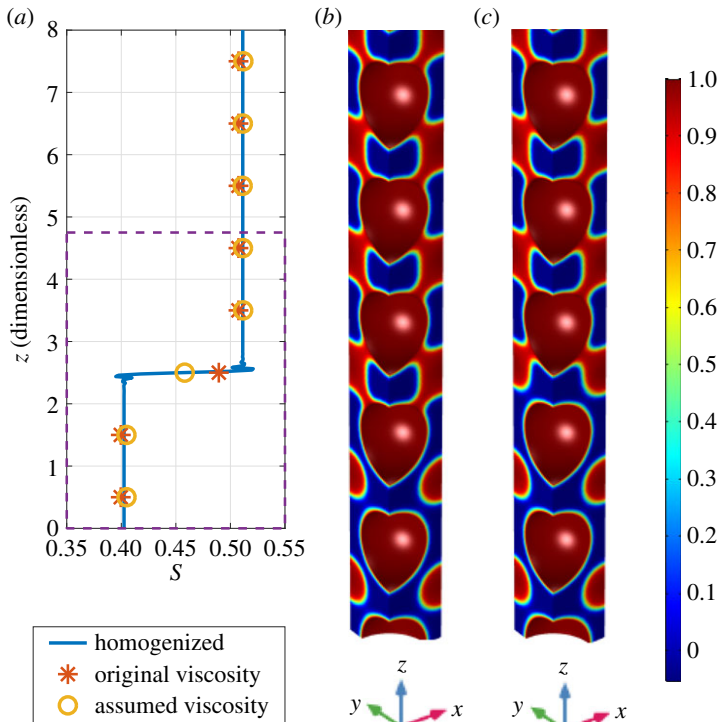 (a)
8
7
6
5
4
3
2
1
0
z (dimensionless)
0.35 0.40 0.45 0.50 0.55
S
homogenized
original viscosity
assumed viscosity
(b)
z
y x
(c)
z
y x
1.0
0.9
0.8
0.7
0.6
0.5
0.4
0.3
0.2
0.1
0